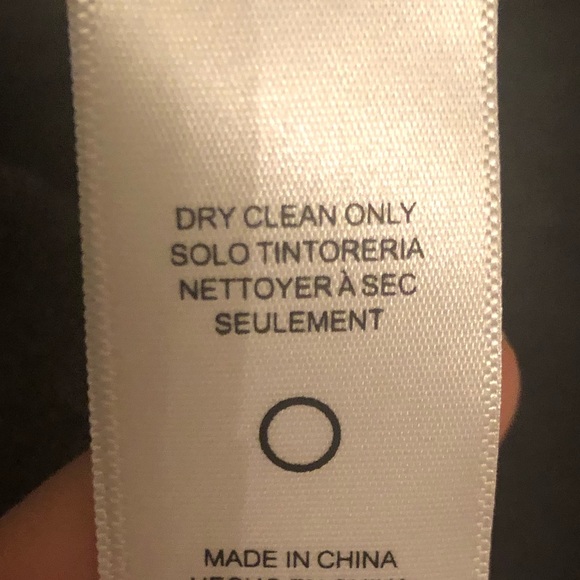 DRY CLEAN ONLY
SOLO TINTORERIA
NETTOYER À SEC
SEULEMENT
MADE IN CHINA